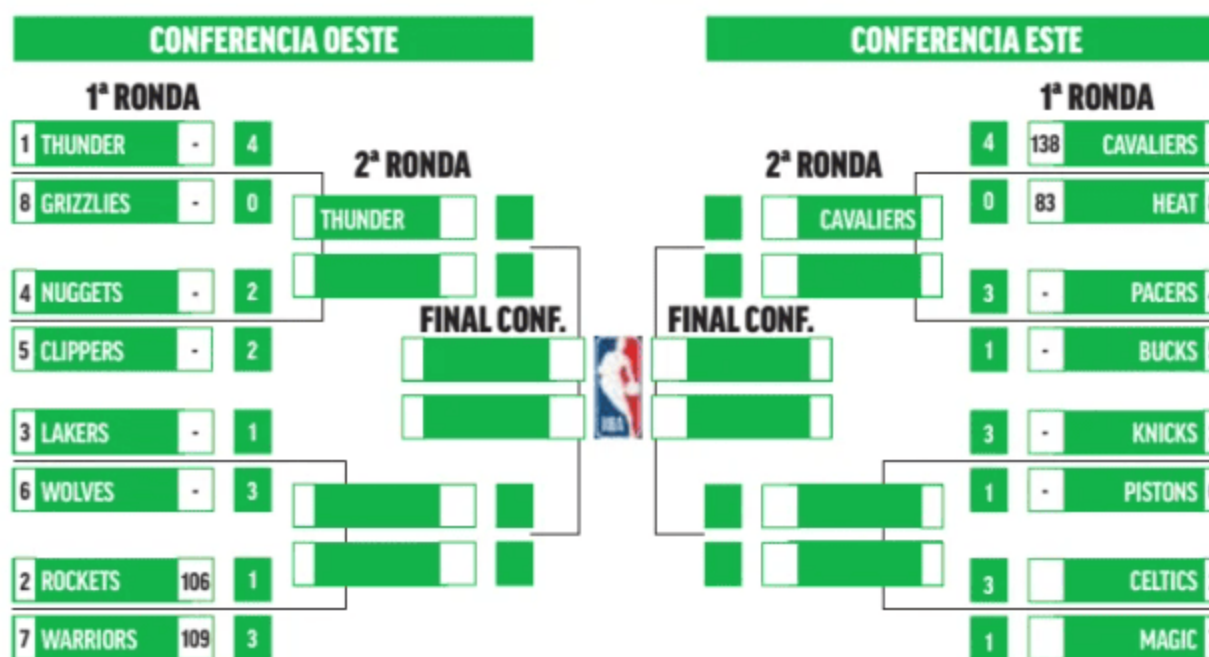 CONFERENCIA OESTE
1ª RONDA
1 THUNDER - 4
8 GRIZZLIES - 0
4 NUGGETS - 2
5 CLIPPERS - 2
3 LAKERS - 1
6 WOLVES - 3
2 ROCKETS 106 1
7 WARRIORS 109 3
2ª RONDA
THUNDER
FINAL CONF.
NBA
CONFERENCIA ESTE
1ª RONDA
4 138 CAVALIERS
0 83 HEAT
3 - PACERS
1 - BUCKS
3 - KNICKS
1 - PISTONS
3 CELTICS
1 MAGIC
2ª RONDA
CAVALIERS
FINAL CONF.